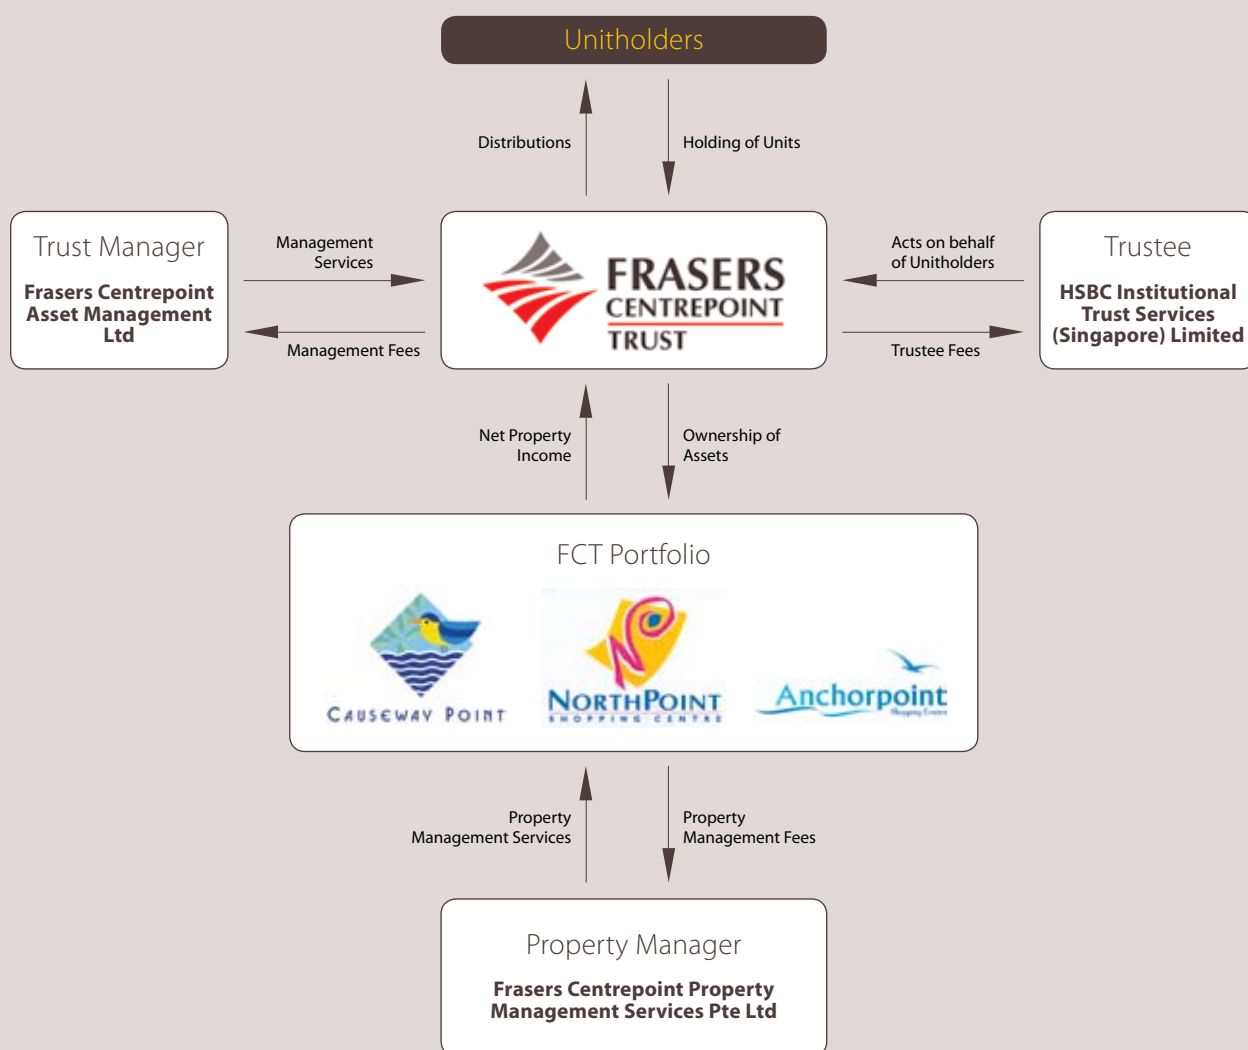 Unitholders
Distributions
Holding of Units
Trust Manager
Frasers Centrepoint
Asset Management
Ltd
Management
Services
Management Fees
FRASERS
CENTREPOINT
TRUST
Acts on behalf
of Unitholders
Trustee Fees
Trustee
HSBC Institutional
Trust Services
(Singapore) Limited
Net Property
Income
Ownership of
Assets
FCT Portfolio
CAUSEWAY POINT
NORTHPOINT
SHOPPING CENTRE
Anchorpoint
Shopping Centre
Property
Management Services
Property
Management Fees
Property Manager
Frasers Centrepoint Property
Management Services Pte Ltd